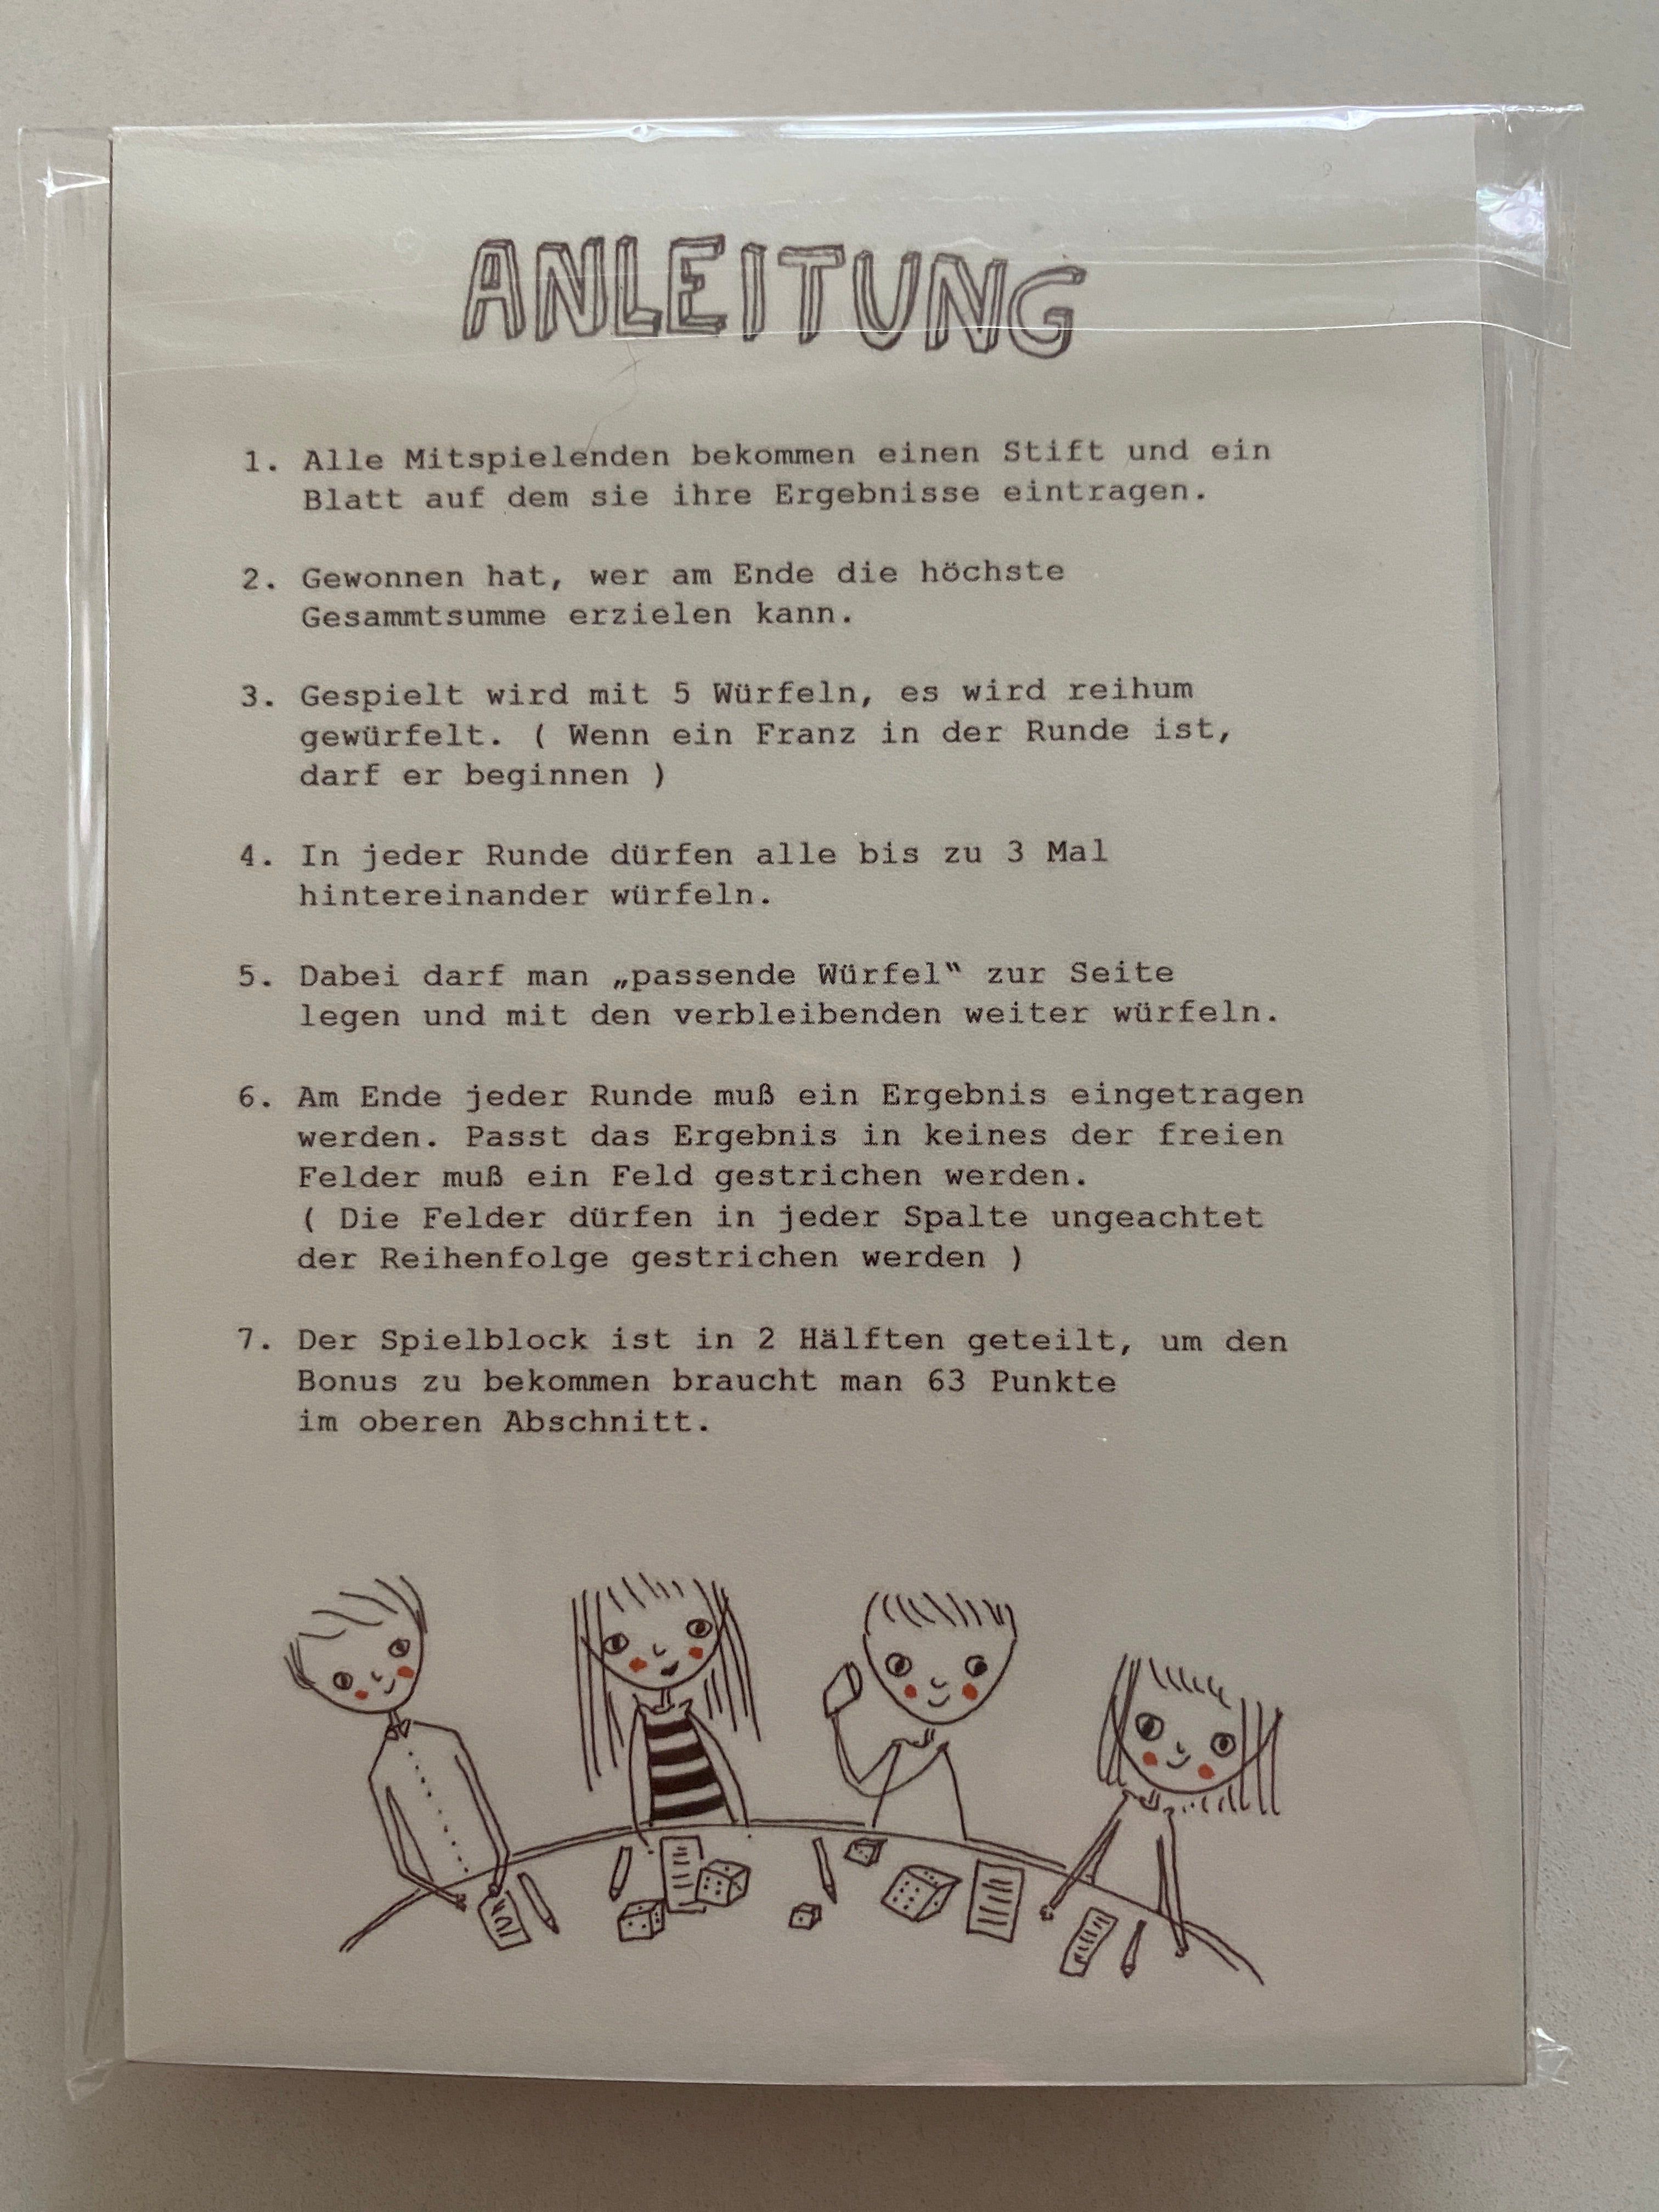 ANLEITUNG
1. Alle Mitspielenden bekommen einen Stift und ein
Blatt auf dem sie ihre Ergebnisse eintragen.
2. Gewonnen hat, wer am Ende die höchste
Gesammtsumme erzielen kann.
3. Gespielt wird mit 5 Würfeln, es wird reihum
gewürfelt. ( Wenn ein Franz in der Runde ist,
darf er beginnen )
4. In jeder Runde dürfen alle bis zu 3 Mal
hintereinander würfeln.
5. Dabei darf man „passende Würfel‟ zur Seite
legen und mit den verbleibenden weiter würfeln.
6. Am Ende jeder Runde muß ein Ergebnis eingetragen
werden. Passt das Ergebnis in keines der freien
Felder muß ein Feld gestrichen werden.
( Die Felder dürfen in jeder Spalte ungeachtet
der Reihenfolge gestrichen werden )
7. Der Spielblock ist in 2 Hälften geteilt, um den
Bonus zu bekommen braucht man 63 Punkte
im oberen Abschnitt.